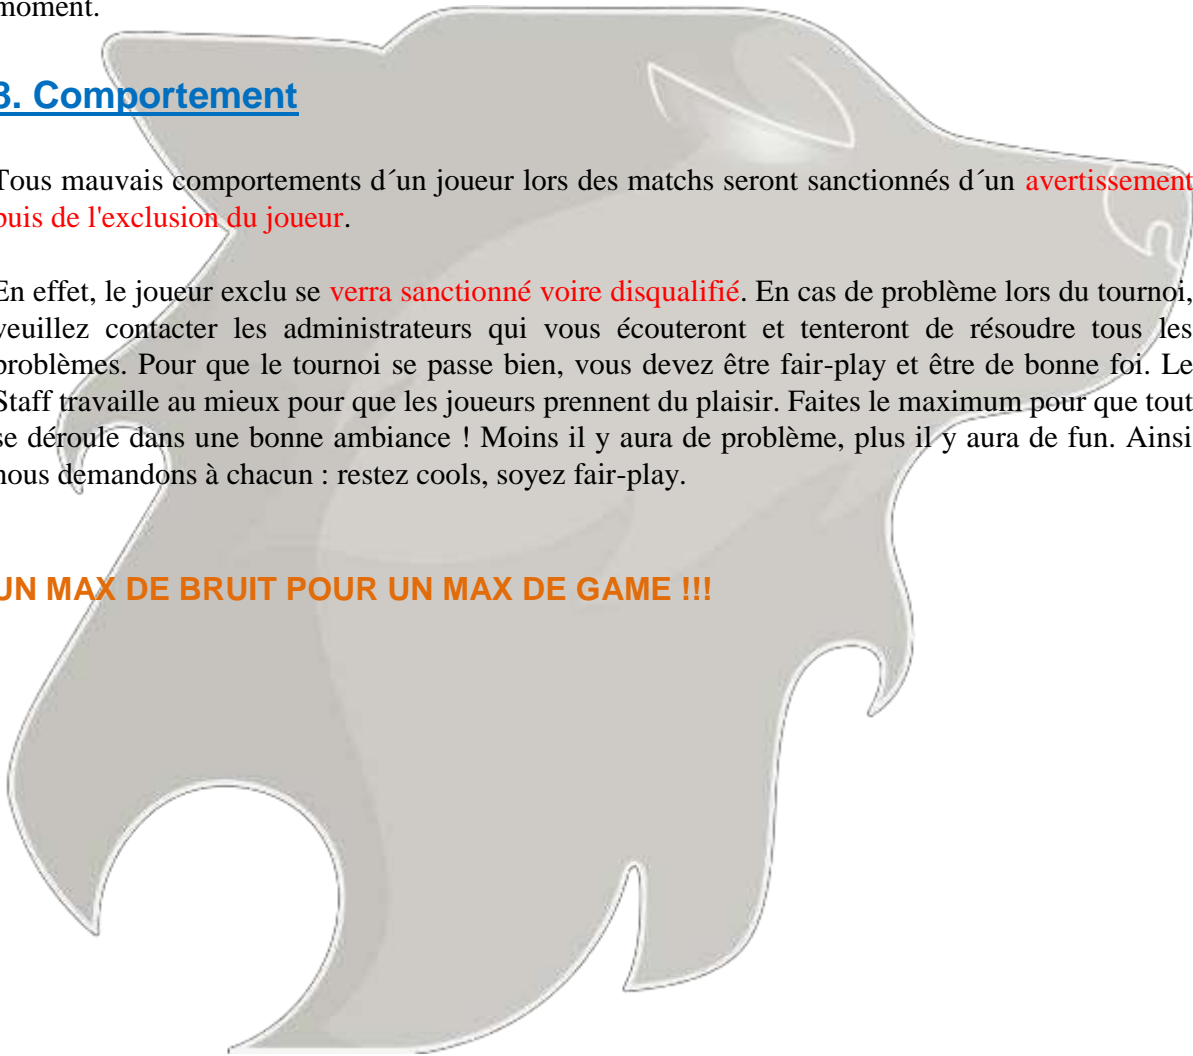 moment.
3. Comportement
Tous mauvais comportements d´un joueur lors des matchs seront sanctionnés d´un avertissement
puis de l'exclusion du joueur.
En effet, le joueur exclu se verra sanctionné voire disqualifié. En cas de problème lors du tournoi,
veuillez contacter les administrateurs qui vous écouteront et tenteront de résoudre tous les
problèmes. Pour que le tournoi se passe bien, vous devez être fair-play et être de bonne foi. Le
Staff travaille au mieux pour que les joueurs prennent du plaisir. Faites le maximum pour que tout
se déroule dans une bonne ambiance ! Moins il y aura de problème, plus il y aura de fun. Ainsi
nous demandons à chacun : restez cools, soyez fair-play.
UN MAX DE BRUIT POUR UN MAX DE GAME !!!